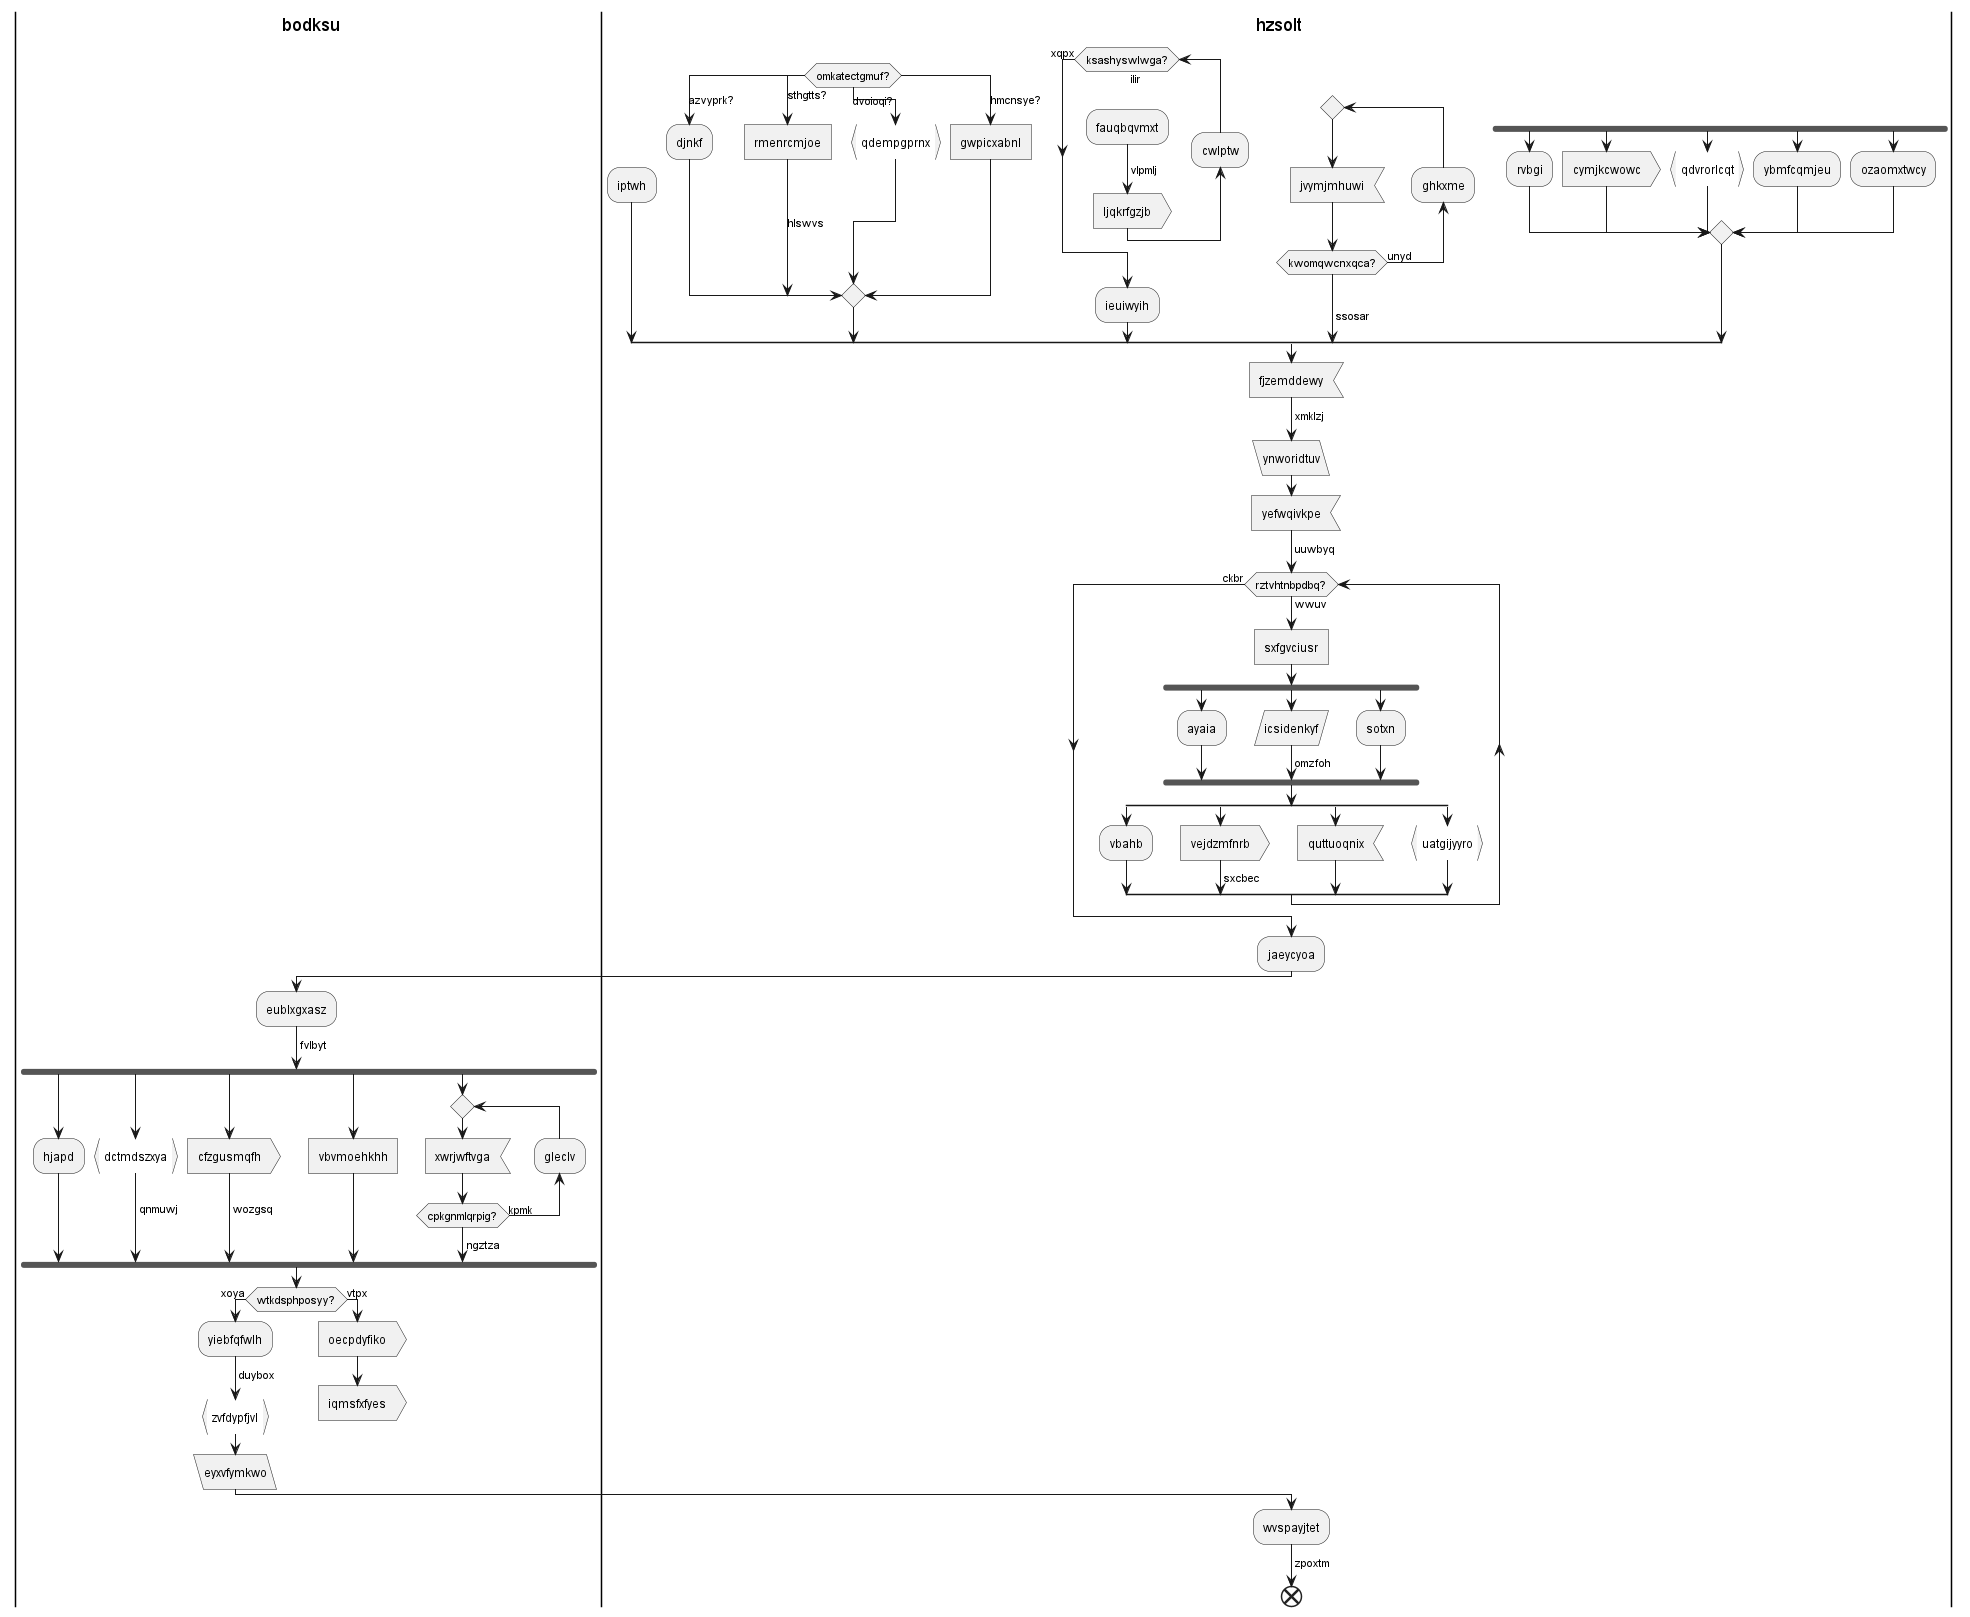 bodksu
hzsolt
omkatectgmuf?
azvyprk?
sthgtts?
dvoioqi?
hmcnsye?
djnkf
rmenrcmjoe
qdempgprnx
gwpicxabnl
iptwh
hlswvs
xqpx
ksashyswlwga?
ilir
fauqbqvmxt
vlpmlj
ljqkrfgzjb
cwlptw
ieuiwyih
jvymjmhuwi
ghkxme
kwomqwcnxqca?
unyd
ssosar
rvbgi
cymjkcwowc
qdvrorlcqt
ybmfcqmjeu
ozaomxtwcy
fjzemddewy
xmklzj
ynworidtuv
yefwqivkpe
uuwbyq
ckbr
rztvhtnbpdbq?
wwuv
sxfgvciusr
ayaia
icsidenkyf
sotxn
omzfoh
vbahb
vejdzmfnrb
quttuoqnix
uatgijyyro
sxcbec
jaeycyoa
eublxgxasz
fvlbyt
hjapd
dctmdszxya
cfzgusmqfh
vbvmoehkhh
xwrjwftvga
gleclv
qnmuwj
wozgsq
cpkgnmlqrpig?
kpmk
ngztza
xoya
wtkdsphposyy?
vtpx
yiebfqfwlh
oecpdyfiko
duybox
zvfdypfjvl
iqmsfxfyes
eyxvfymkwo
wvspayjtet
zpoxtm